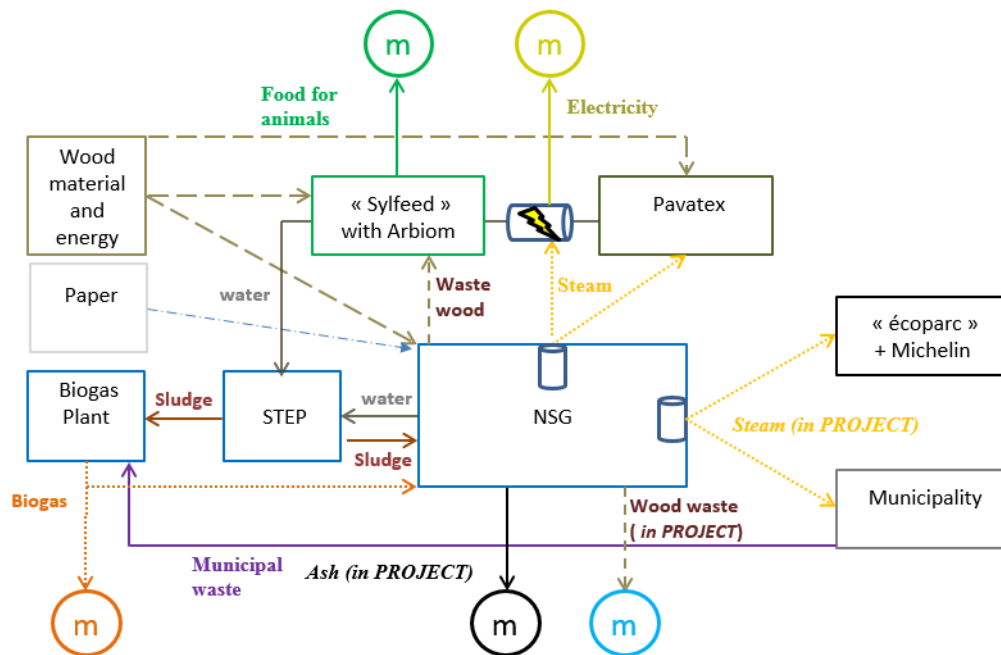 m
m
Food for
animals
Electricity
Wood
material
and
energy
« Sylfeed »
with Arbiom
Pavatex
Paper
water
Waste
wood
Steam
« écoparc »
+ Michelin
Biogas
Plant
Sludge
STEP
water
Sludge
NSG
Steam (in PROJECT)
Municipality
Biogas
Wood waste
( in PROJECT)
Municipal
waste
Ash (in PROJECT)
m
m
m